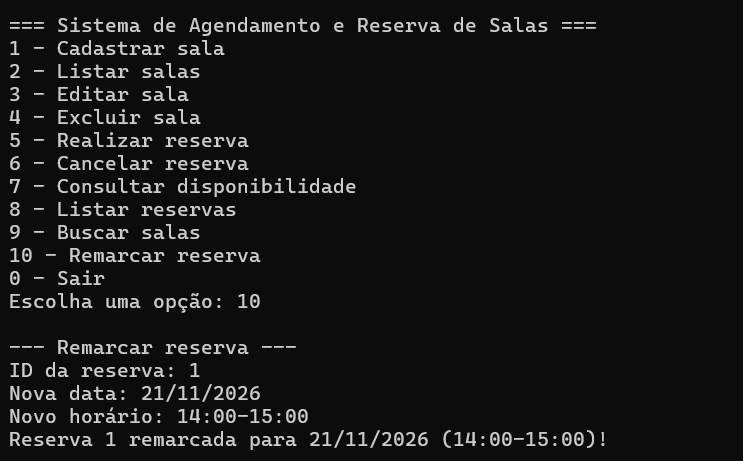 === Sistema de Agendamento e Reserva de Salas ===
1 - Cadastrar sala
2 - Listar salas
3 - Editar sala
4 - Excluir sala
5 - Realizar reserva
6 - Cancelar reserva
7 - Consultar disponibilidade
8 - Listar reservas
9 - Buscar salas
10 - Remarcar reserva
0 - Sair
Escolha uma opção: 10
--- Remarcar reserva ---
ID da reserva: 1
Nova data: 21/11/2026
Novo horário: 14:00-15:00
Reserva 1 remarcada para 21/11/2026 (14:00-15:00)!